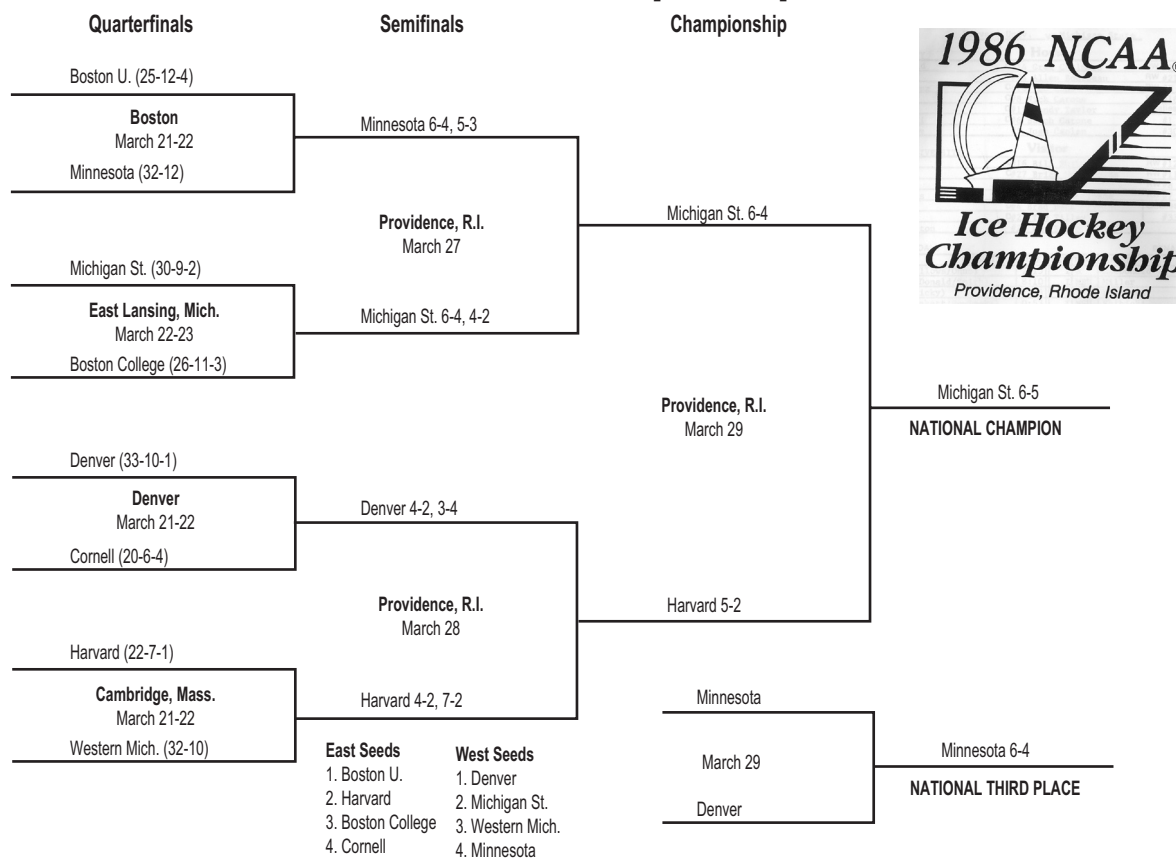 Quarterfinals
Semifinals
Championship
Boston U. (25-12-4)
Boston
March 21-22
Minnesota (32-12)
Michigan St. (30-9-2)
East Lansing, Mich.
March 22-23
Boston College (26-11-3)
Denver (33-10-1)
Denver
March 21-22
Cornell (20-6-4)
Harvard (22-7-1)
Cambridge, Mass.
March 21-22
Western Mich. (32-10)
Minnesota 6-4, 5-3
Providence, R.I.
March 27
Michigan St. 6-4, 4-2
Denver 4-2, 3-4
Providence, R.I.
March 28
Harvard 4-2, 7-2
Michigan St. 6-4
Providence, R.I.
March 29
Harvard 5-2
Michigan St. 6-5
NATIONAL CHAMPION
Minnesota
March 29
Denver
Minnesota 6-4
NATIONAL THIRD PLACE
East Seeds
1. Boston U.
2. Harvard
3. Boston College
4. Cornell
West Seeds
1. Denver
2. Michigan St.
3. Western Mich.
4. Minnesota
1986 NCAA®
Ice Hockey
Championship
Providence, Rhode Island